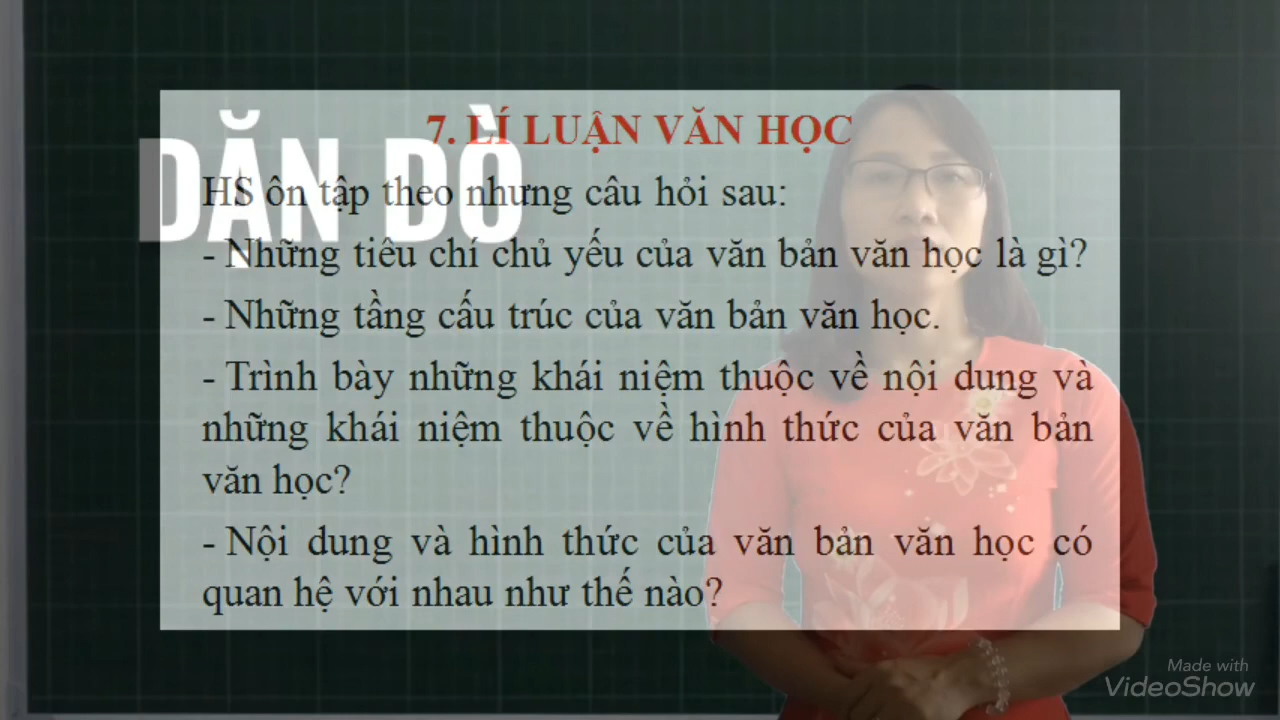 7. LÍ LUẬN VĂN HỌC
DẶN DÒ
HS ôn tập theo nhưng câu hỏi sau:
- Những tiêu chí chủ yếu của văn bản văn học là gì?
- Những tầng cấu trúc của văn bản văn học.
- Trình bày những khái niệm thuộc về nội dung và
những khái niệm thuộc về hình thức của văn bản
văn học?
- Nội dung và hình thức của văn bản văn học có
quan hệ với nhau như thế nào?
Made with
VideoShow